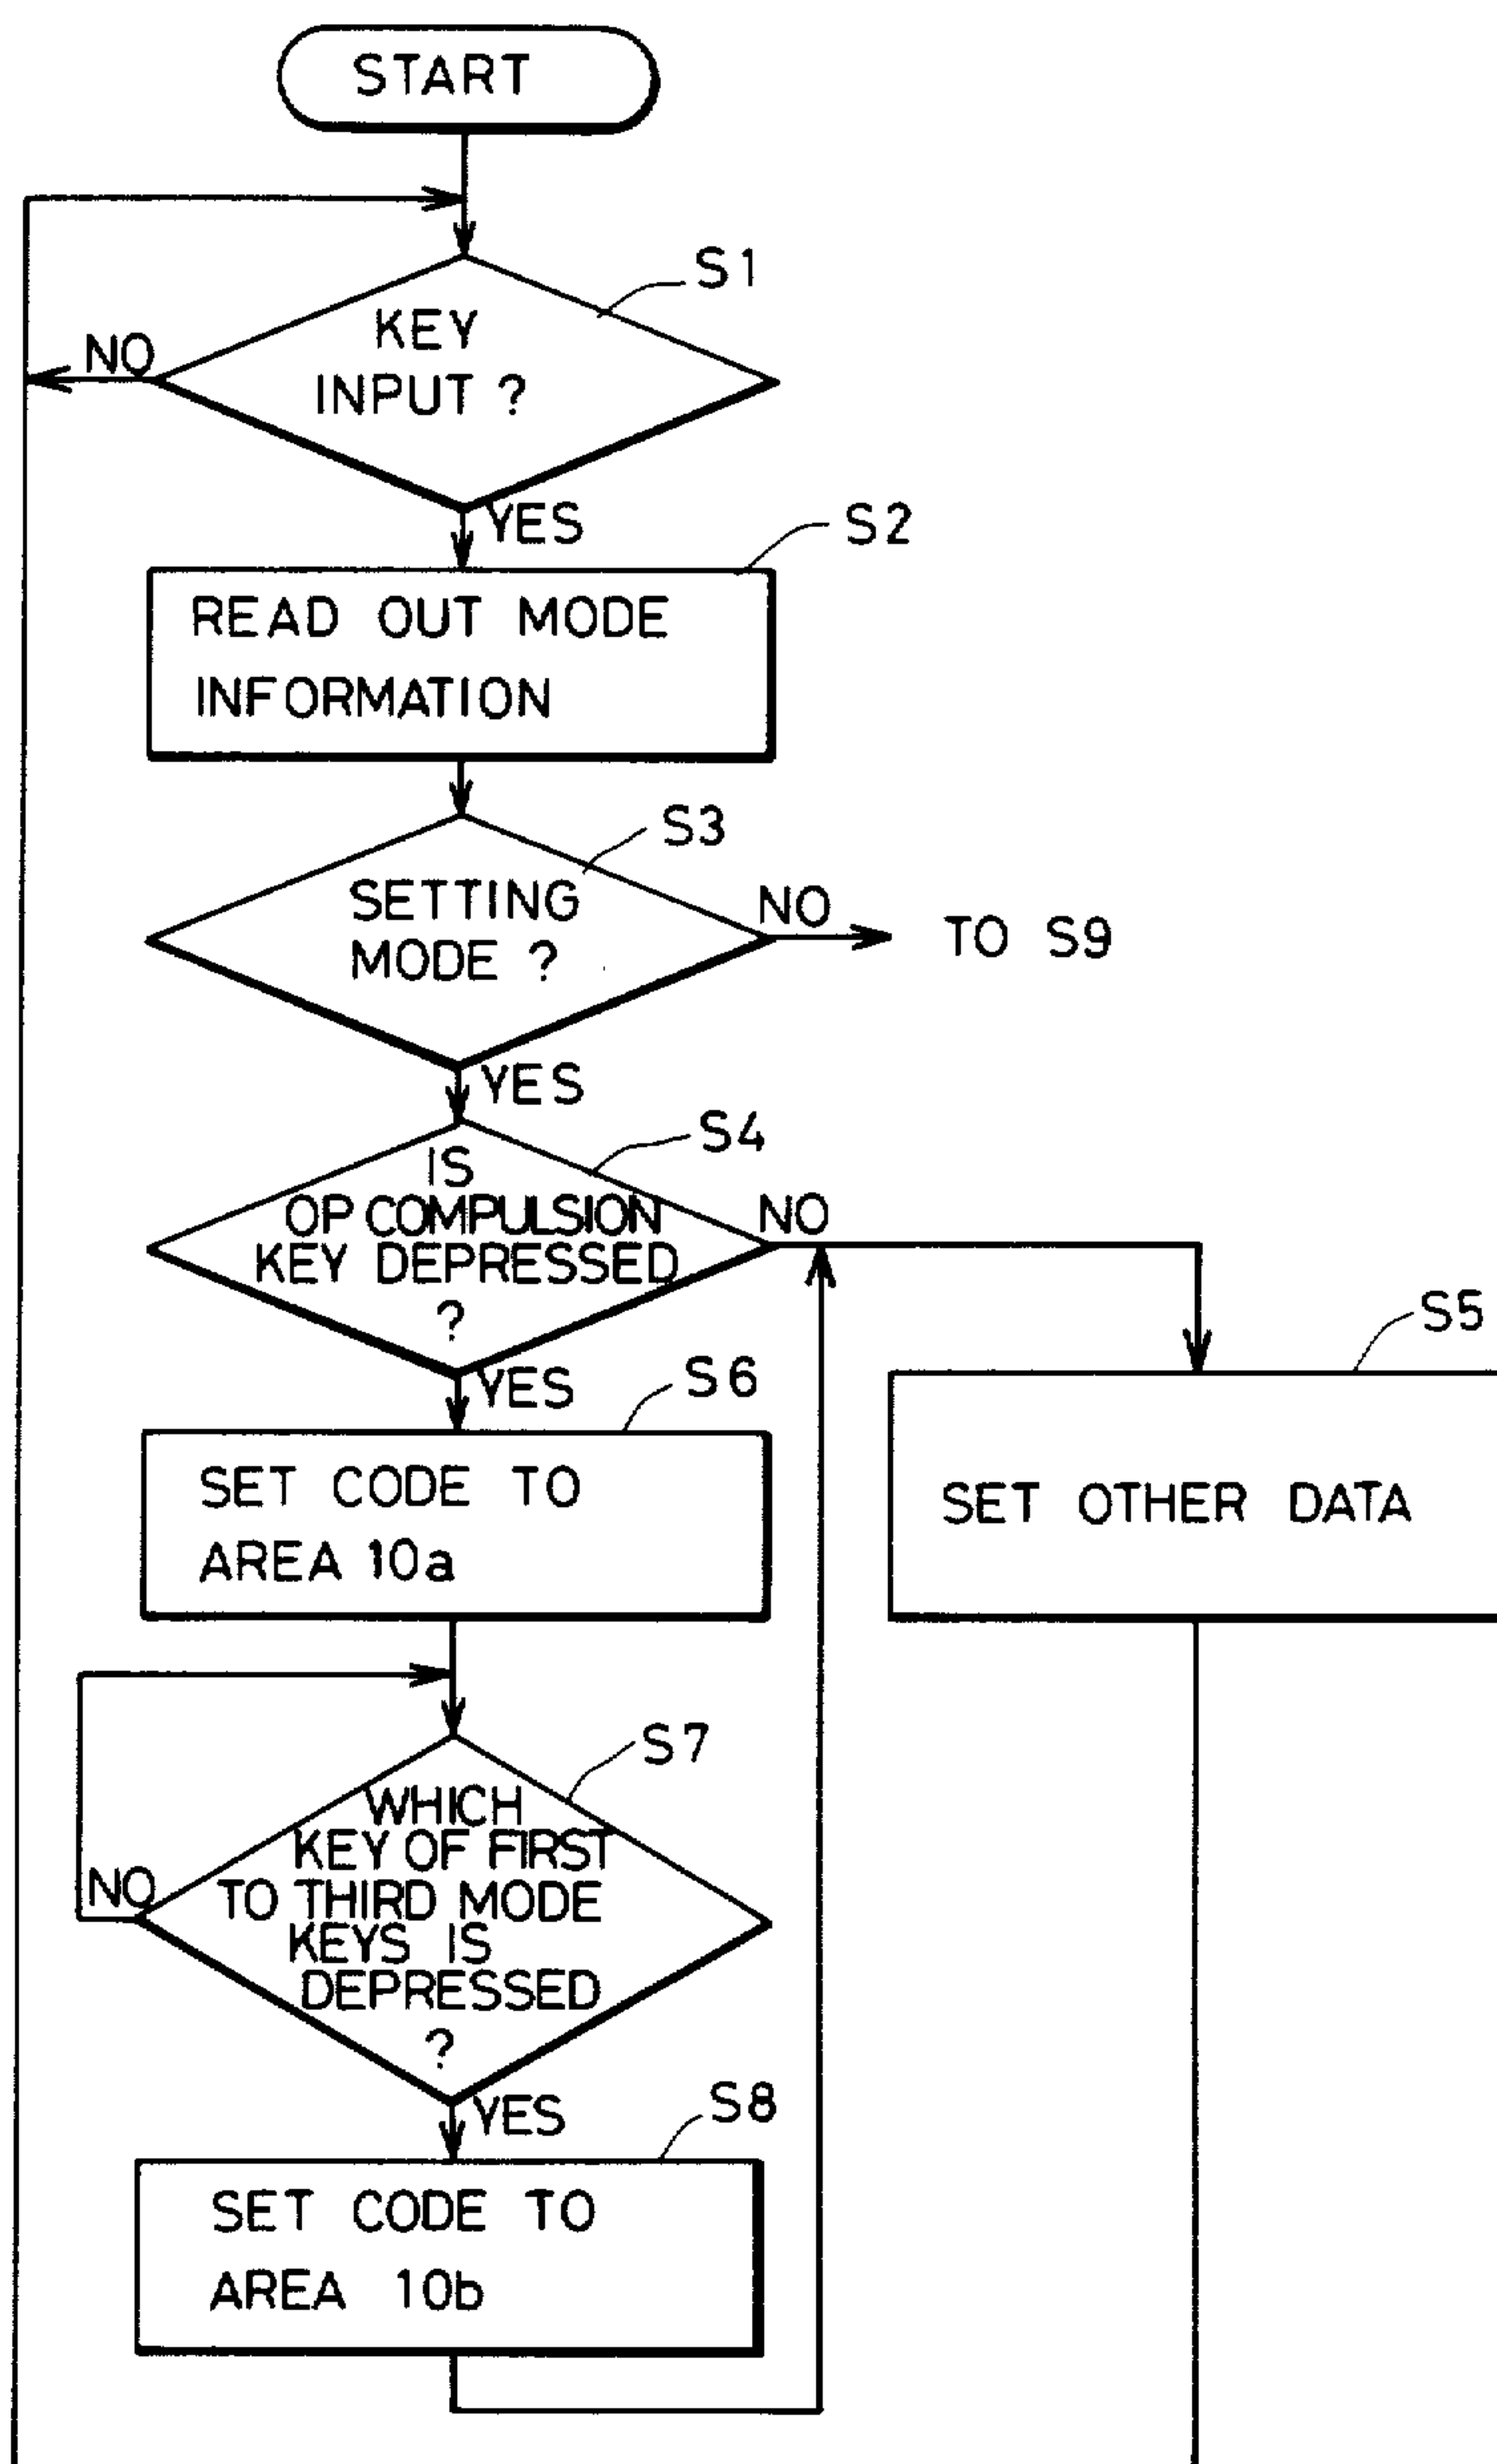 START
S1
KEY
INPUT ?
NO
YES
S2
READ OUT MODE
INFORMATION
S3
SETTING
MODE ?
NO
TO S9
YES
S4
IS
OP COMPULSION
KEY DEPRESSED
?
NO
S5
SET OTHER DATA
YES
S6
SET CODE TO
AREA 10a
S7
WHICH
KEY OF FIRST
TO THIRD MODE
KEYS IS
DEPRESSED
?
NO
YES
S8
SET CODE TO
AREA 10b